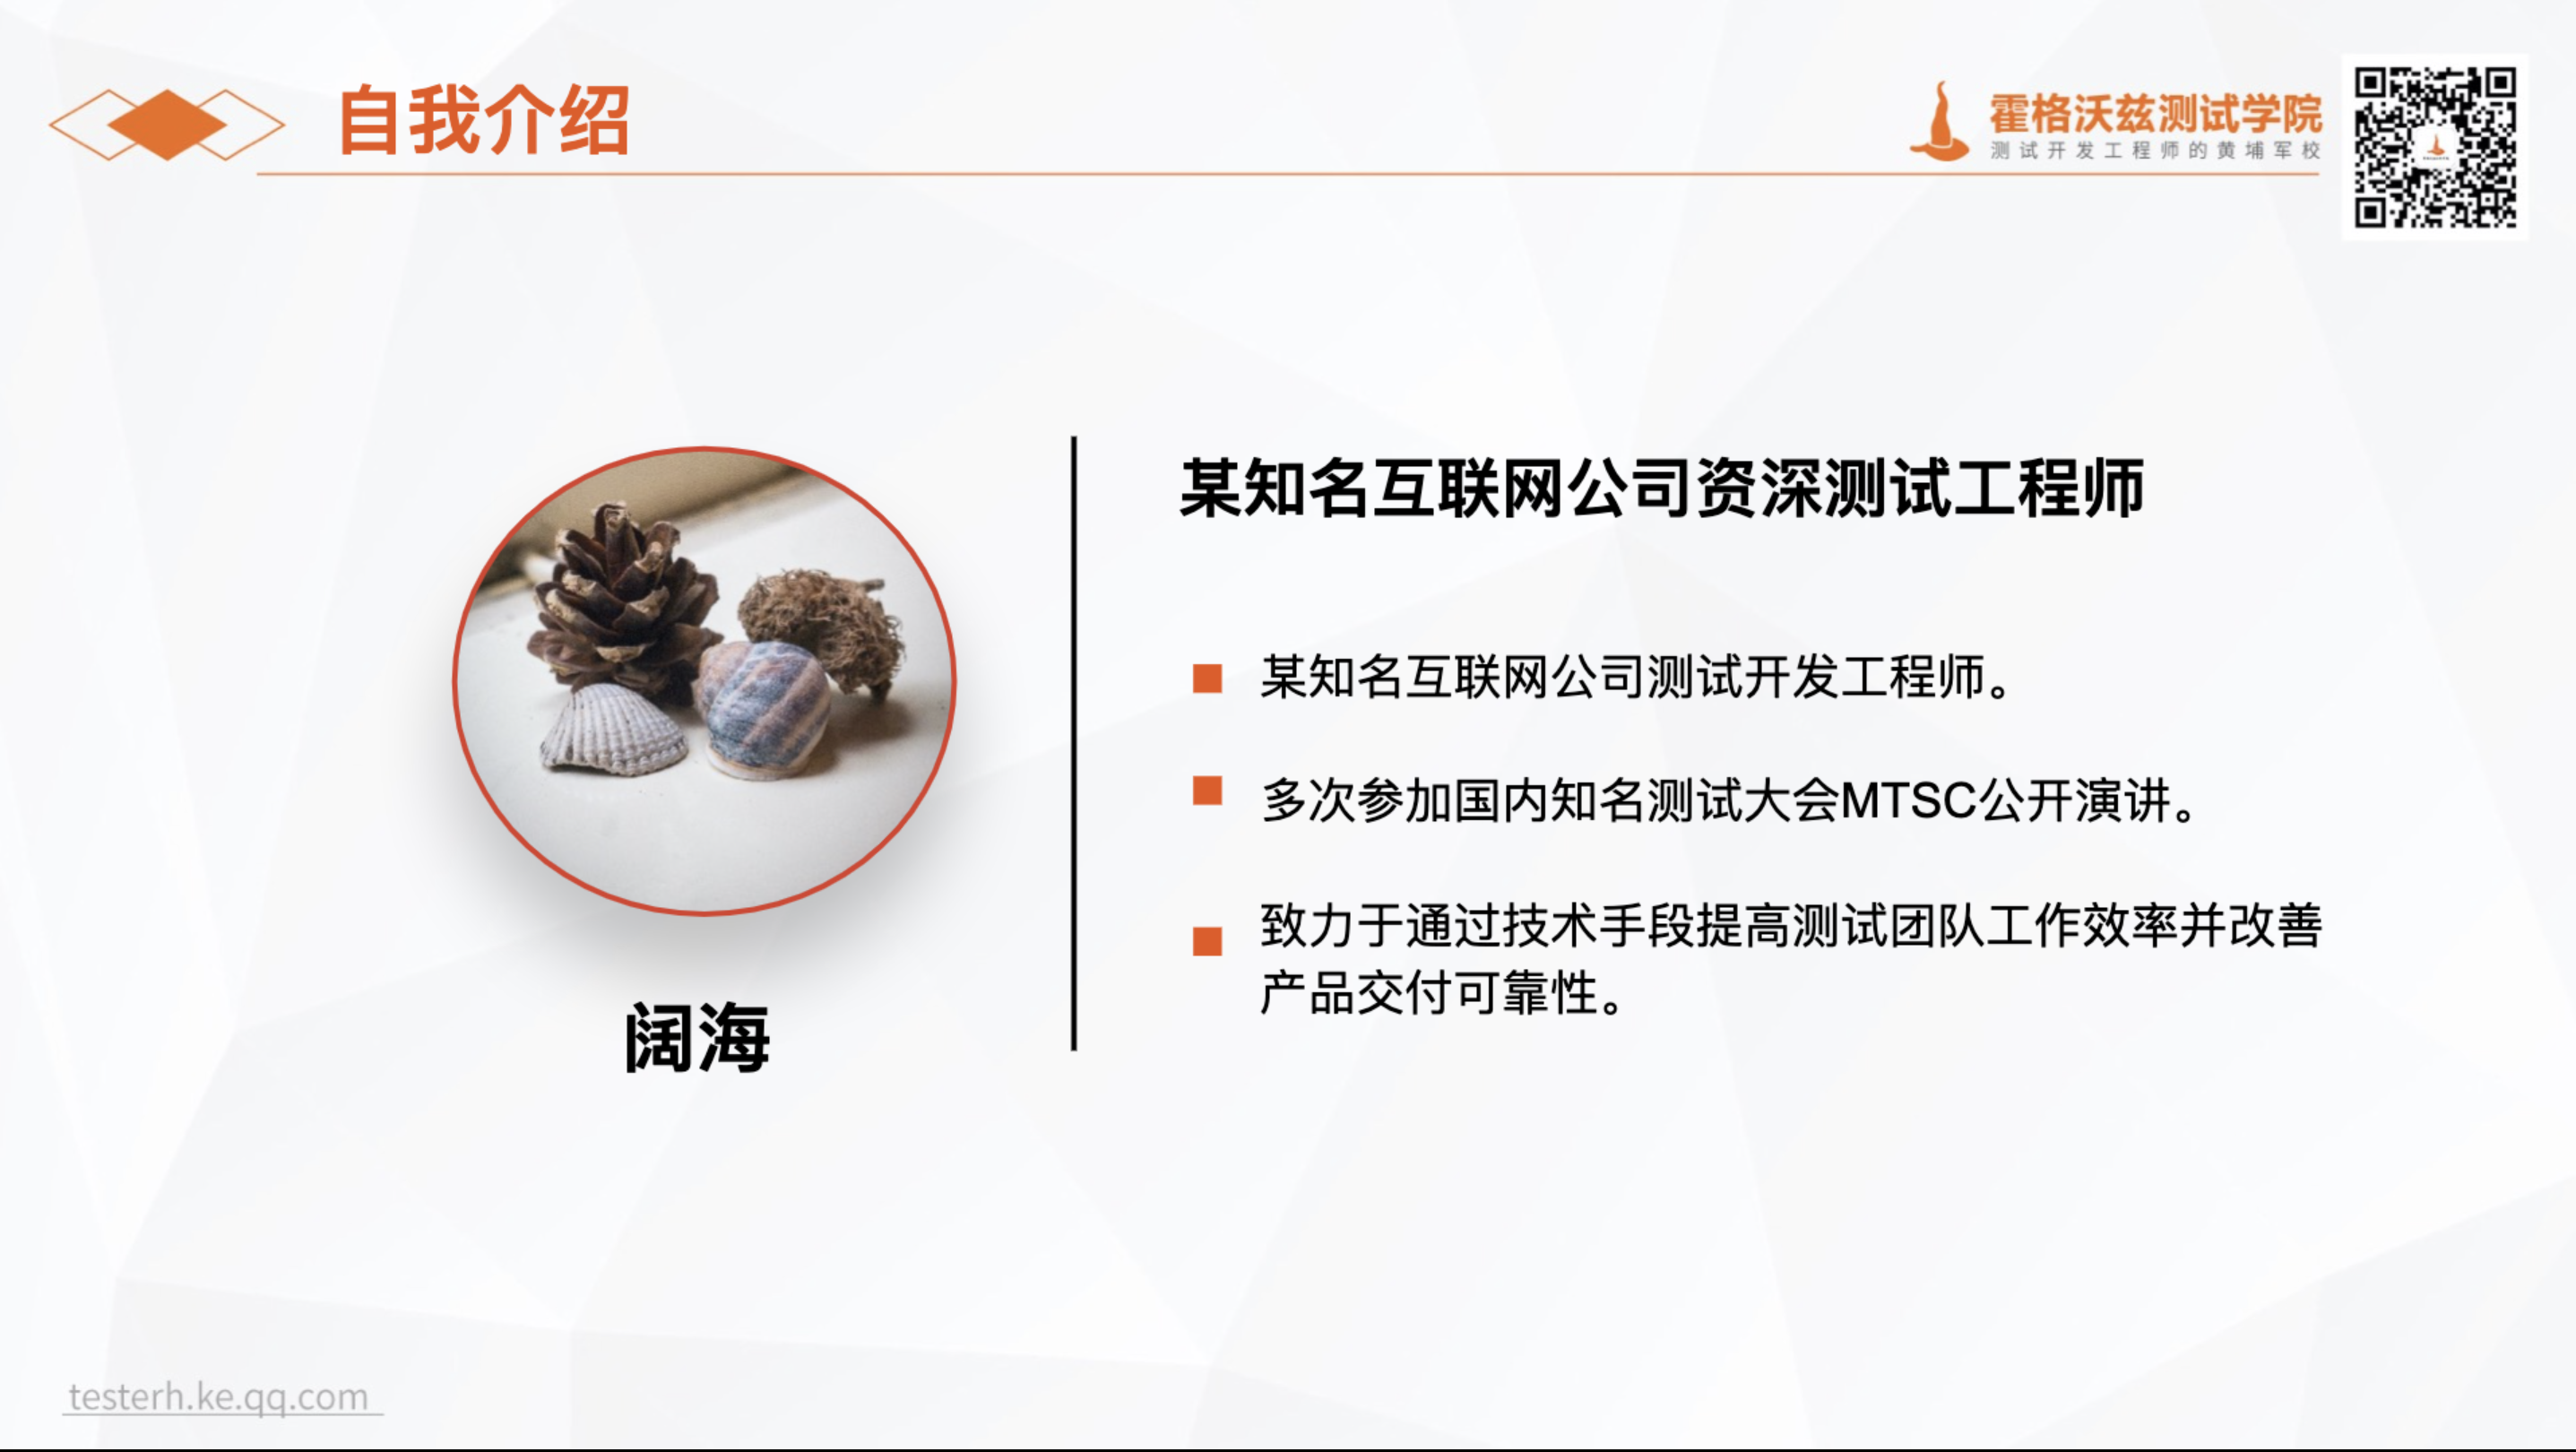 自我介绍
霍格沃兹测试学院
测试开发工程师的黄埔军校
某知名互联网公司资深测试工程师
某知名互联网公司测试开发工程师。
多次参加国内知名测试大会MTSC公开演讲。
致力于通过技术手段提高测试团队工作效率并改善
产品交付可靠性。
阔海
testerh.ke.qq.com